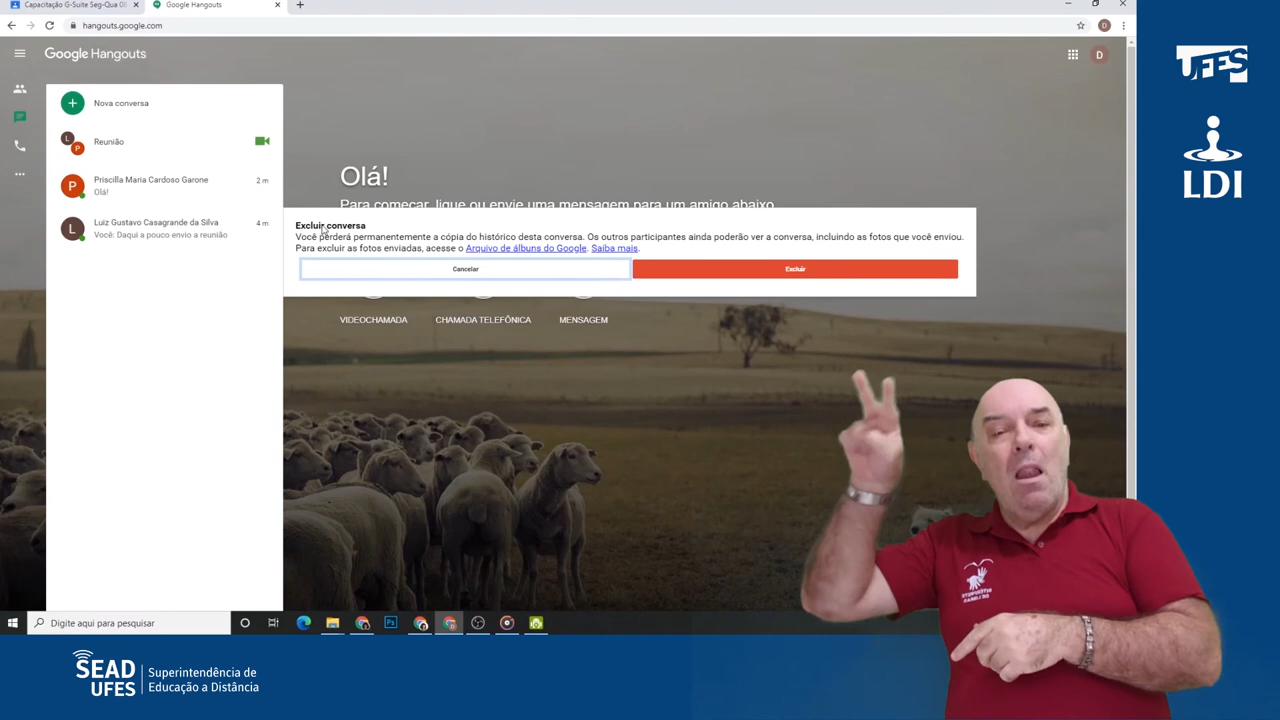 Capacitação G-Suite Seg-Qua 08
Google Hangouts
hangouts.google.com
D
Google Hangouts
D
Nova conversa
L
P
Reunião
P
Priscilla Maria Cardoso Garone
2 m
Olá!
L
Luiz Gustavo Casagrande da Silva
4 m
Você: Daqui a pouco envio a reunião
Olá!
Para começar, ligue ou envie uma mensagem para um amigo abaixo.
Excluir conversa
Você perderá permanentemente a cópia do histórico desta conversa. Os outros participantes ainda poderão ver a conversa, incluindo as fotos que você enviou.
Para excluir as fotos enviadas, acesse o Arquivo de álbuns do Google. Saiba mais.
Cancelar
Excluir
VIDEOCHAMADA
CHAMADA TELEFÔNICA
MENSAGEM
Digite aqui para pesquisar
Ps
UFES
LDI
SEAD
UFES
Superintendência de
Educação a Distância